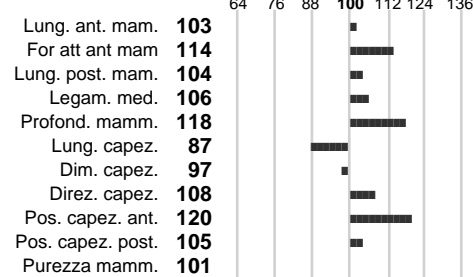 64 76 88 100 112 124 136
Lung. ant. mam. 103
For att ant mam 114
Lung. post. mam. 104
Legam. med. 106
Profond. mamm. 118
Lung. capez. 87
Dim. capez. 97
Direz. capez. 108
Pos. capez. ant. 120
Pos. capez. post. 105
Purezza mamm. 101